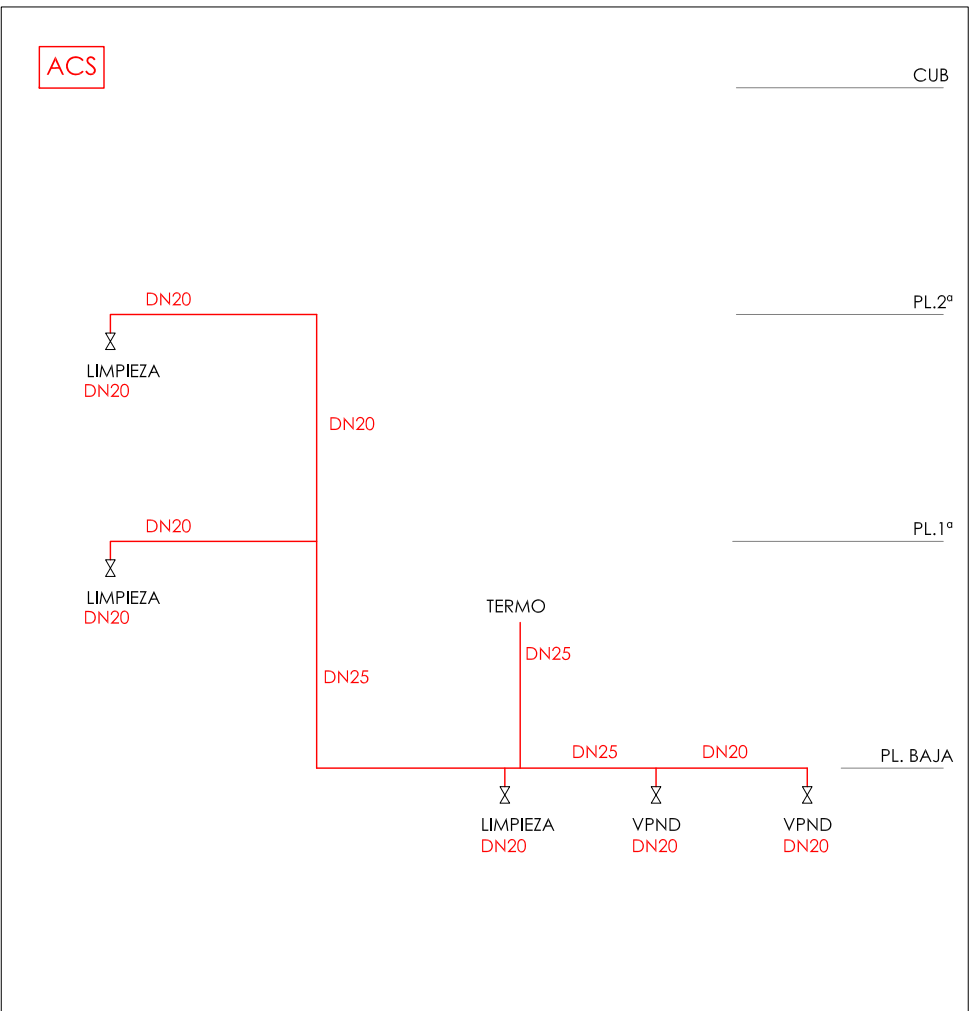 ACS
CUB
DN20
PL.2ª
LIMPIEZA
DN20
DN20
DN20
PL.1ª
LIMPIEZA
DN20
TERMO
DN25
DN25
DN25
DN20
PL. BAJA
LIMPIEZA
DN20
VPND
DN20
VPND
DN20